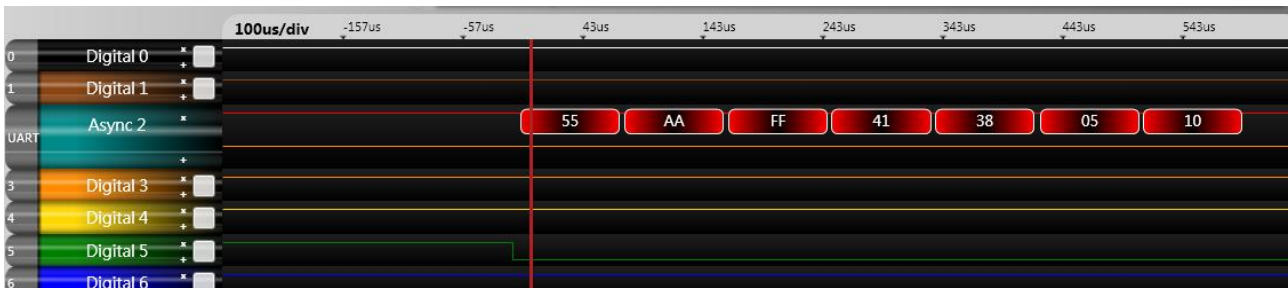 100us/div -157us -57us 43us 143us 243us 343us 443us 543us
0 Digital 0 x +
1 Digital 1 x +
UART Async 2 x + 55 AA FF 41 38 05 10
3 Digital 3 x +
4 Digital 4 x +
5 Digital 5 x +
6 Digital 6 x